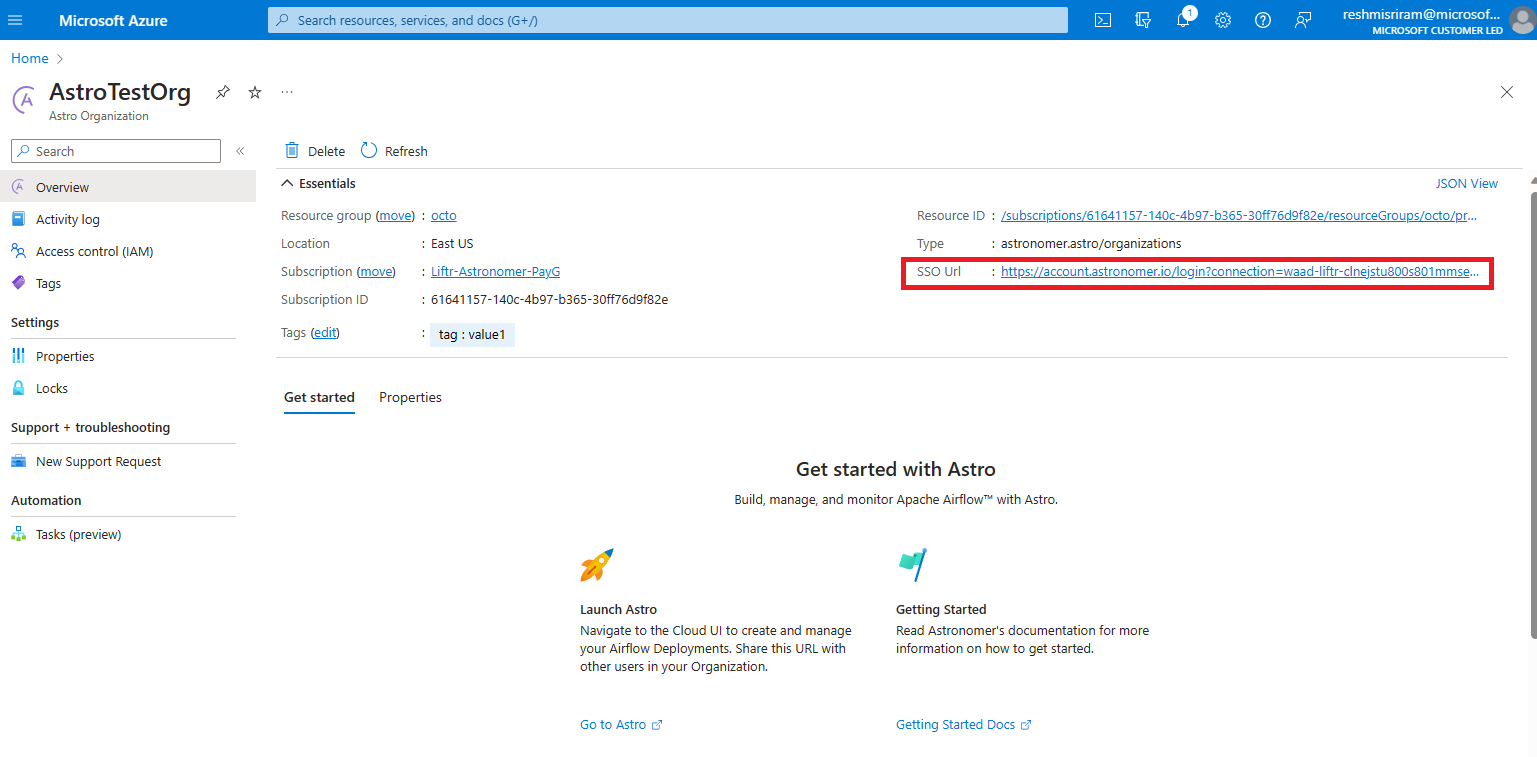 Microsoft Azure
Search resources, services, and docs (G+/)
1
reshmisriram@microsof...
MICROSOFT CUSTOMER LED
Home
AstroTestOrg
Astro Organization
Search
Overview
Activity log
Access control (IAM)
Tags
Settings
Properties
Locks
Support + troubleshooting
New Support Request
Automation
Tasks (preview)
Delete Refresh
Essentials
JSON View
Resource group (move) : octo
Location : East US
Subscription (move) : Liftr-Astronomer-PayG
Subscription ID : 61641157-140c-4b97-b365-30ff76d9f82e
Tags (edit) : tag : value1
Resource ID : /subscriptions/61641157-140c-4b97-b365-30ff76d9f82e/resourceGroups/octo/pr...
Type : astronomer.astro/organizations
SSO Url : https://account.astronomer.io/login?connection=waad-liftr-clnejstu800s801mmse...
Get started Properties
Get started with Astro
Build, manage, and monitor Apache Airflow™ with Astro.
Launch Astro
Navigate to the Cloud UI to create and manage
your Airflow Deployments. Share this URL with
other users in your Organization.
Go to Astro
Getting Started
Read Astronomer's documentation for more
information on how to get started.
Getting Started Docs